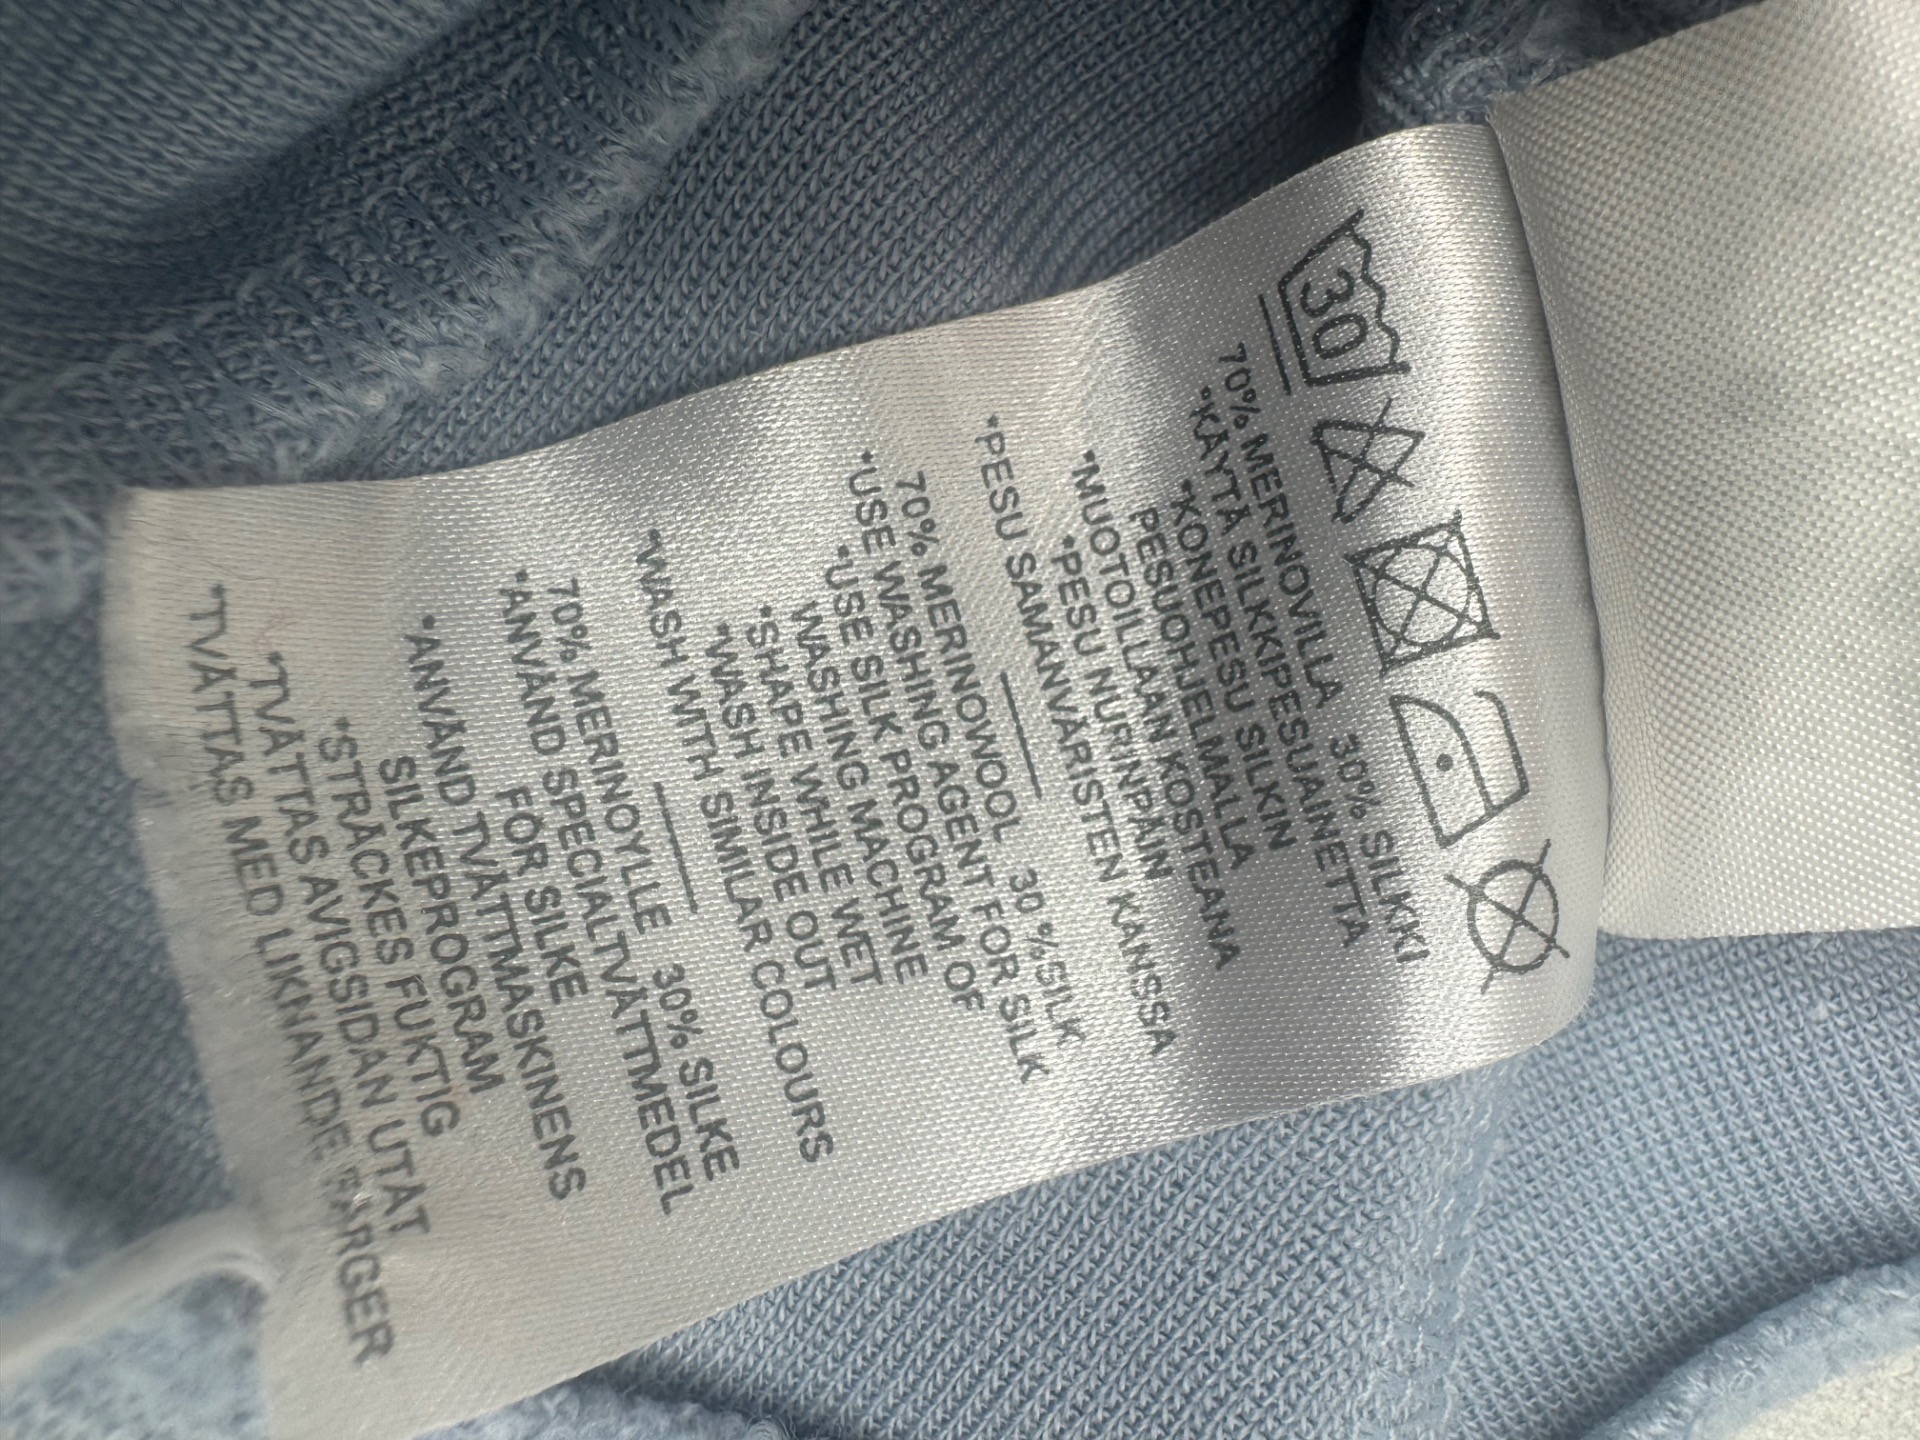 30
70% MERINOVILLA 30% SILKKI
*KÄYTÄ SILKKIPESUAINETTA
*KONEPESU SILKIN
PESUOHJELMALLA
*MUOTOILLAAN KOSTEANA
*PESU NURINPÄIN
*PESU SAMANVÄRISTEN KANSSA
70% MERINOWOOL 30 % SILK
*USE WASHING AGENT FOR SILK
*USE SILK PROGRAM OF
WASHING MACHINE
*SHAPE WHILE WET
*WASH INSIDE OUT
*WASH WITH SIMILAR COLOURS
70% MERINOYLLE 30% SILKE
*ANVÄND SPECIALTVÄTTMEDEL
FOR SILKE
*ANVÄND TVÄTTMASKINENS
SILKEPROGRAM
*STRÄCKES FUKTIG
*TVÄTTAS AVIGSIDAN UTÅT
*TVÄTTAS MED LIKNANDE FÄRGER